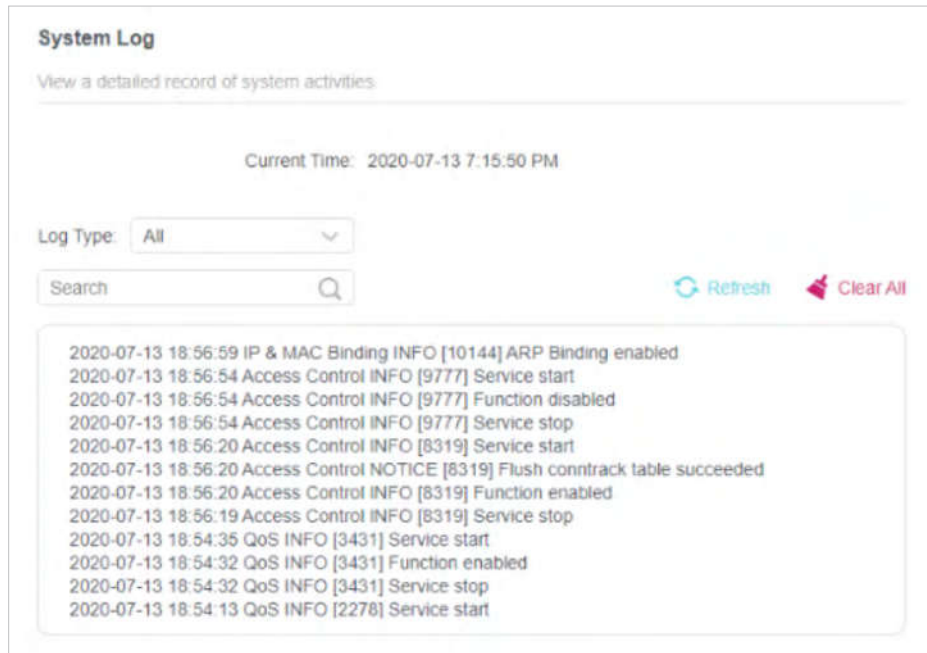 System Log
View a detailed record of system activities
Current Time: 2020-07-13 7:15:50 PM
Log Type: All
Search
Refresh Clear All
2020-07-13 18:56:59 IP & MAC Binding INFO [10144] ARP Binding enabled
2020-07-13 18:56:54 Access Control INFO [9777] Service start
2020-07-13 18:56:54 Access Control INFO [9777] Function disabled
2020-07-13 18:56:54 Access Control INFO [9777] Service stop
2020-07-13 18:56:20 Access Control INFO [8319] Service start
2020-07-13 18:56:20 Access Control NOTICE [8319] Flush conntrack table succeeded
2020-07-13 18:56:20 Access Control INFO [8319] Function enabled
2020-07-13 18:56:19 Access Control INFO [8319] Service stop
2020-07-13 18:54:35 QoS INFO [3431] Service start
2020-07-13 18:54:32 QoS INFO [3431] Function enabled
2020-07-13 18:54:32 QoS INFO [3431] Service stop
2020-07-13 18:54:13 QoS INFO [2278] Service start